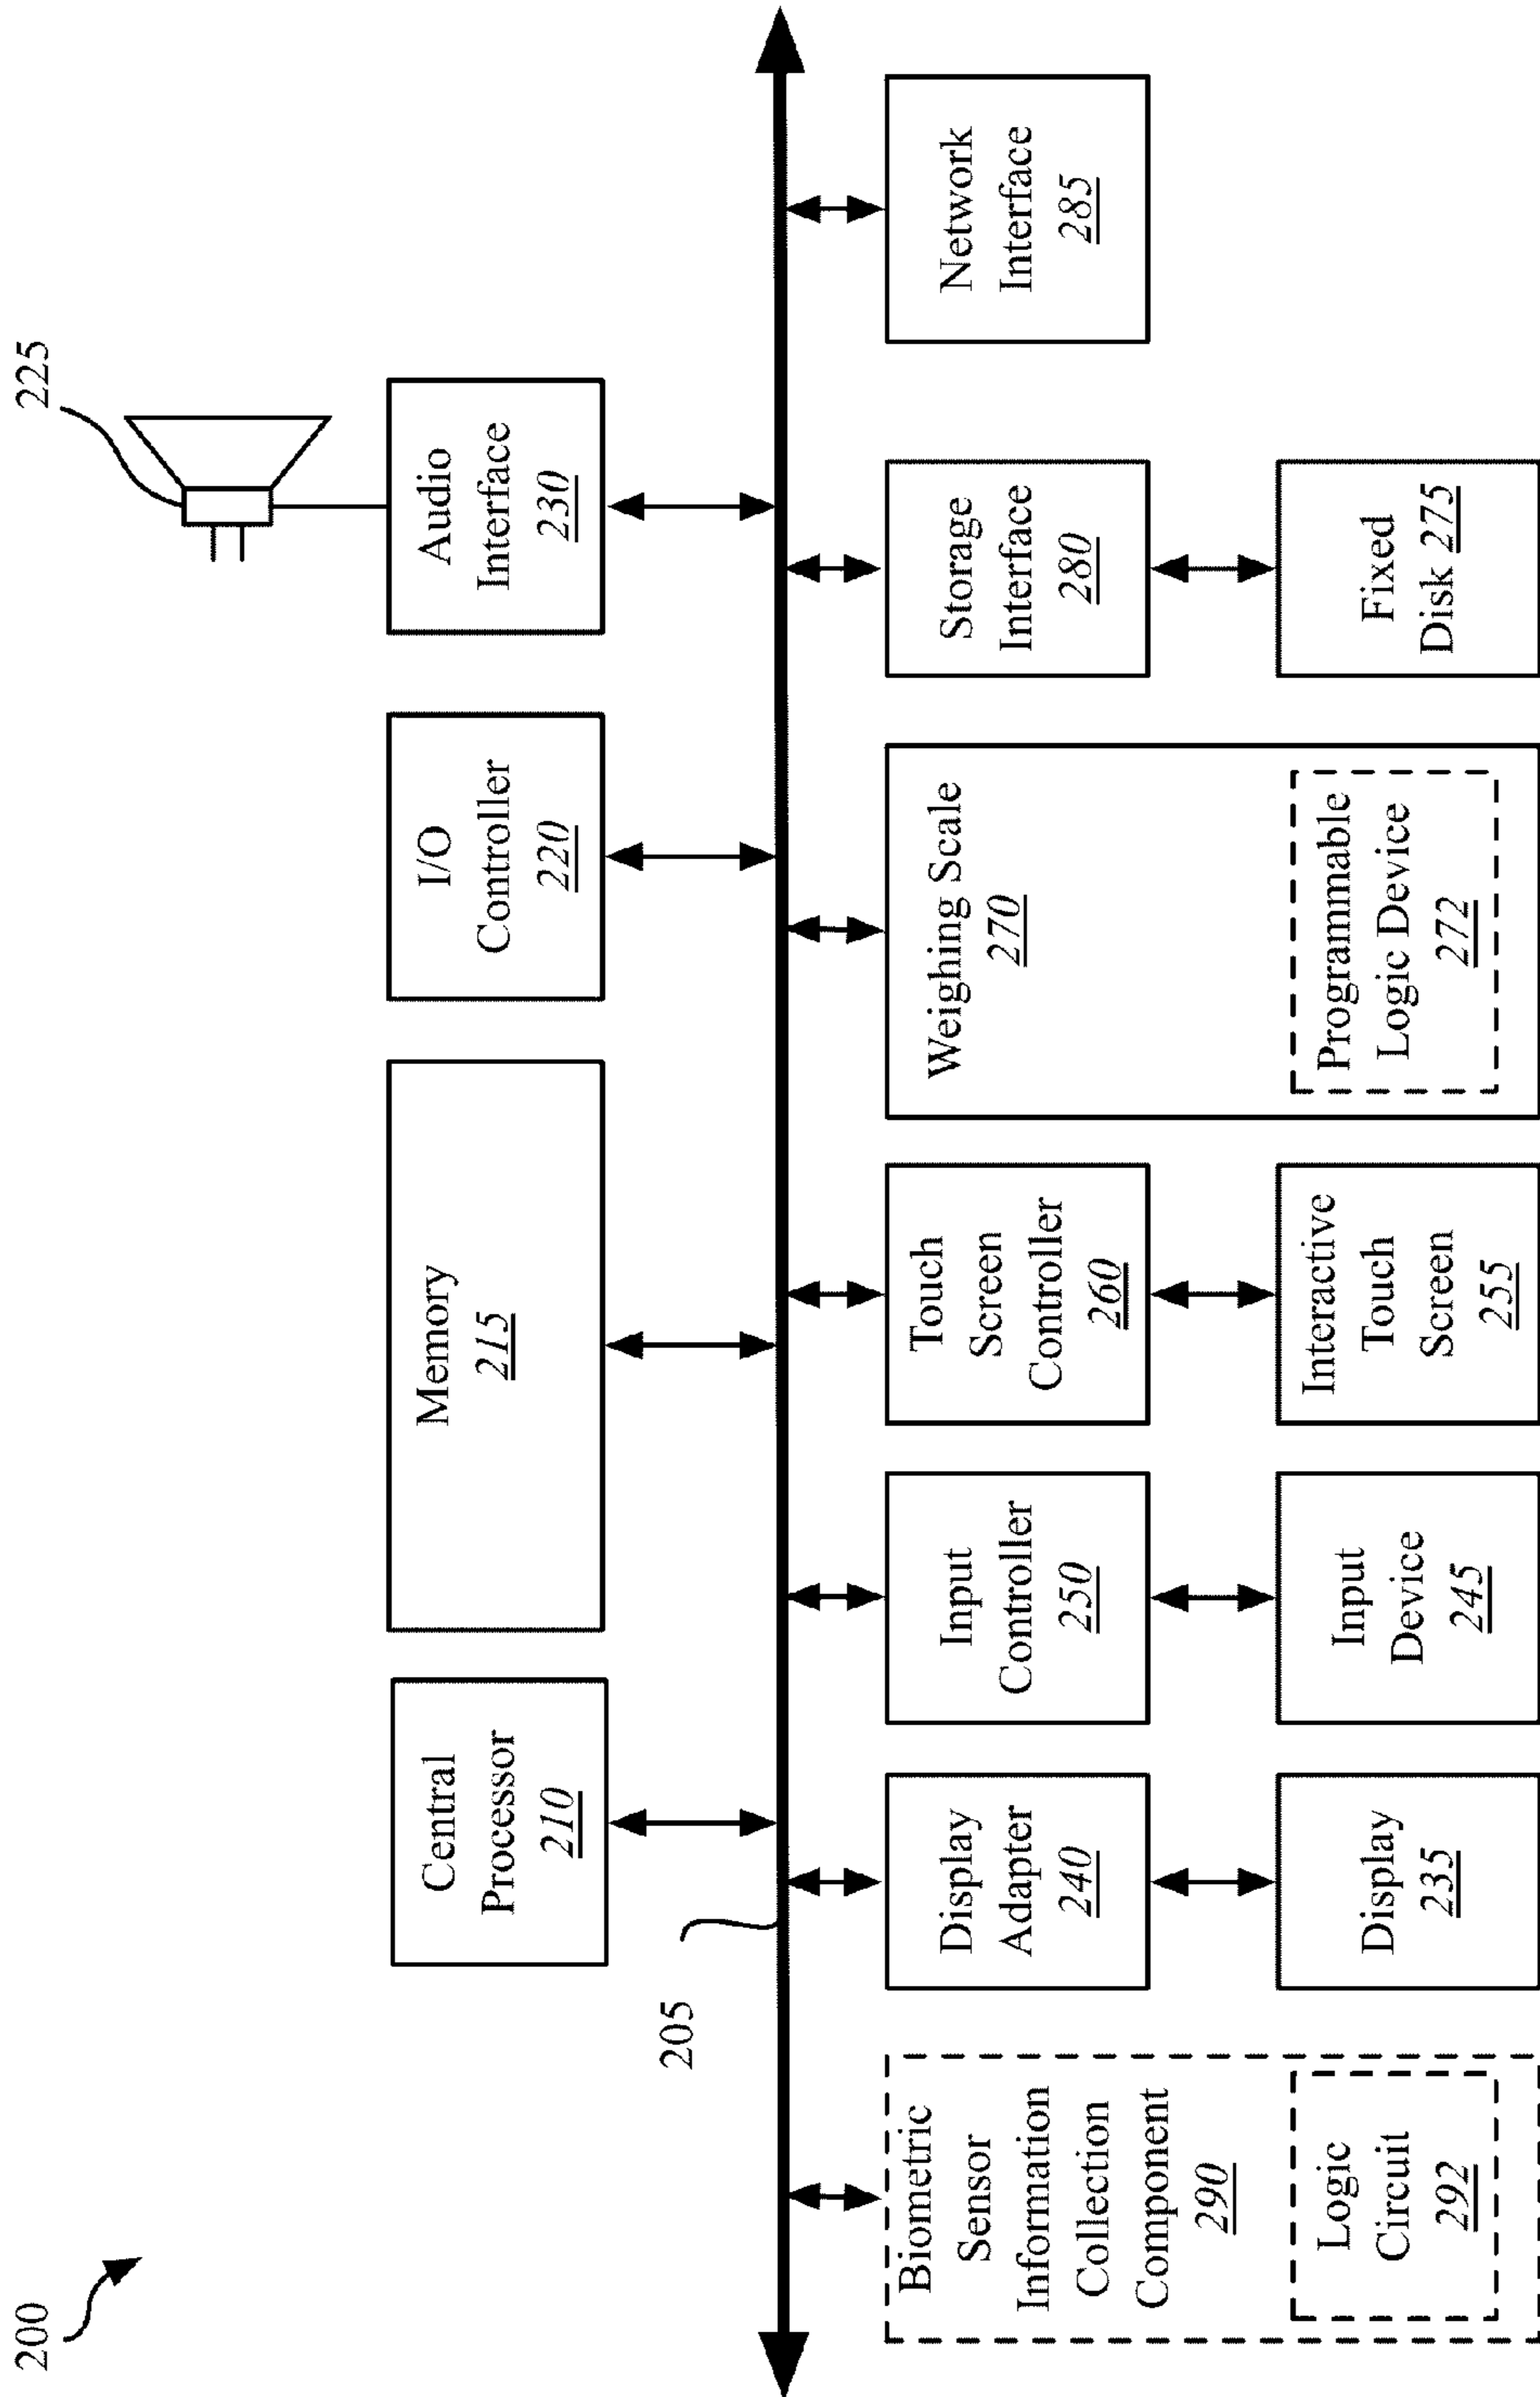 200
225
Central
Processor
210
Memory
215
I/O
Controller
220
Audio
Interface
230
205
Biometric
Sensor
Information
Collection
Component
290
Logic
Circuit
292
Display
Adapter
240
Display
235
Input
Controller
250
Input
Device
245
Touch
Screen
Controller
260
Interactive
Touch
Screen
255
Weighing Scale
270
Programmable
Logic Device
272
Storage
Interface
280
Fixed
Disk 275
Network
Interface
285